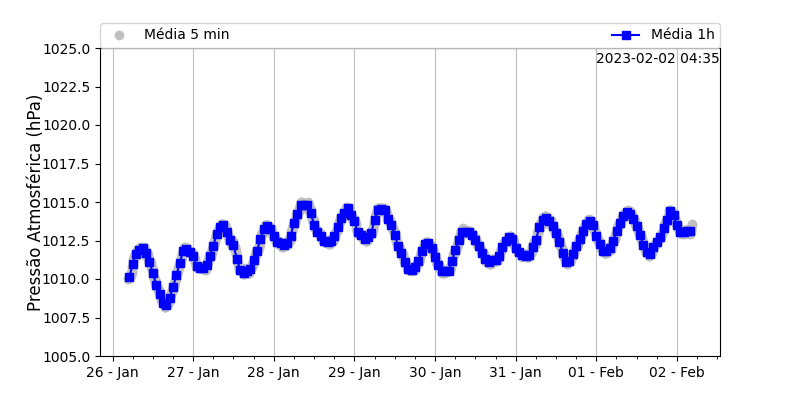 Média 5 min
Média 1h
2023-02-02 04:35
Pressão Atmosférica (hPa)
1025.0
1022.5
1020.0
1017.5
1015.0
1012.5
1010.0
1007.5
1005.0
26 - Jan
27 - Jan
28 - Jan
29 - Jan
30 - Jan
31 - Jan
01 - Feb
02 - Feb